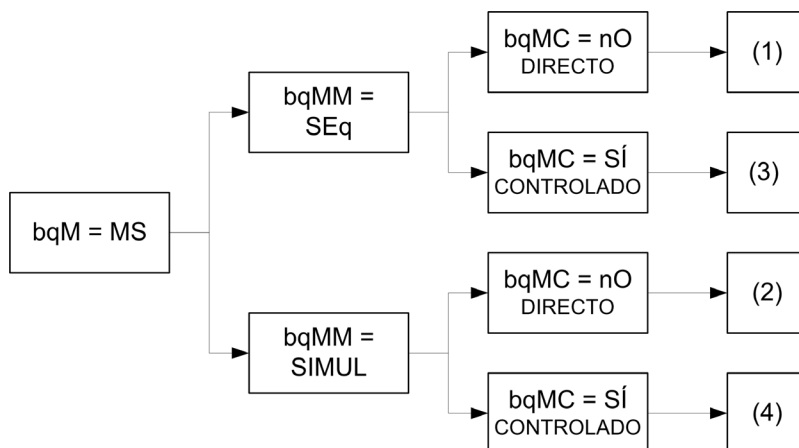 bqMC = nO
DIRECTO
(1)
bqMM =
SEq
bqMC = SÍ
CONTROLADO
(3)
bqM = MS
bqMC = nO
DIRECTO
(2)
bqMM =
SIMUL
bqMC = SÍ
CONTROLADO
(4)